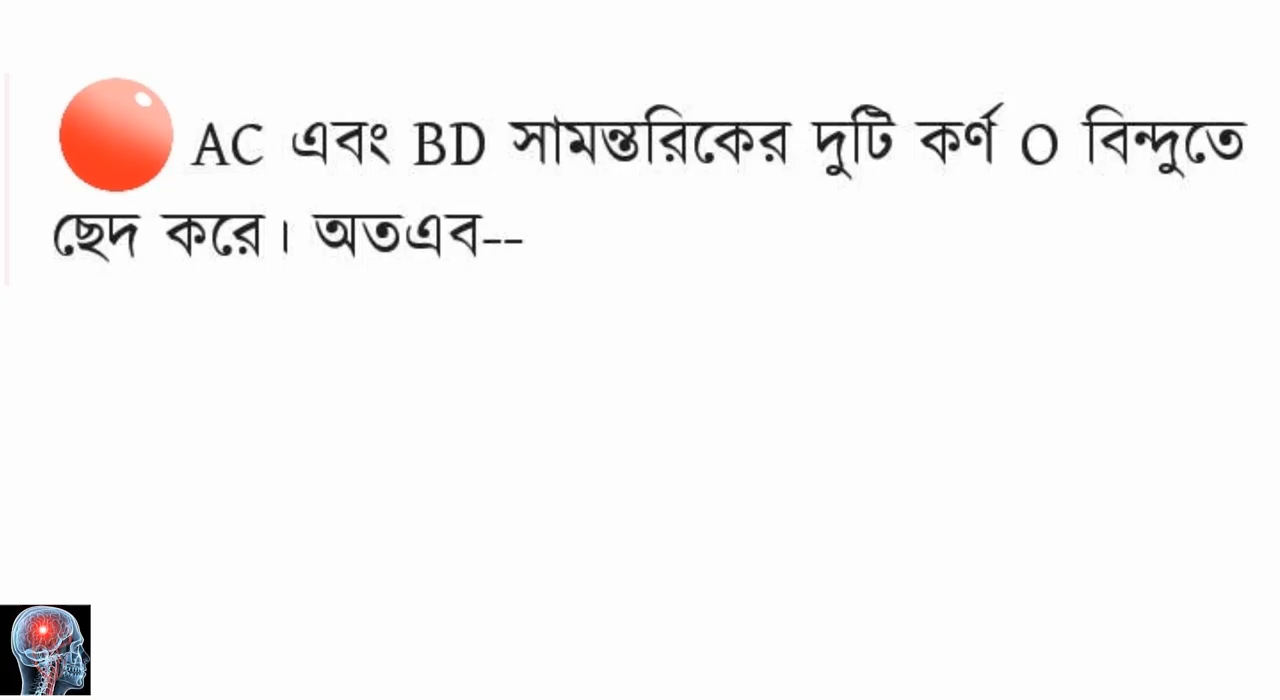 AC এবং BD সামন্তরিকের দুটি কর্ণ O বিন্দুতে
ছেদ করে। অতএব--